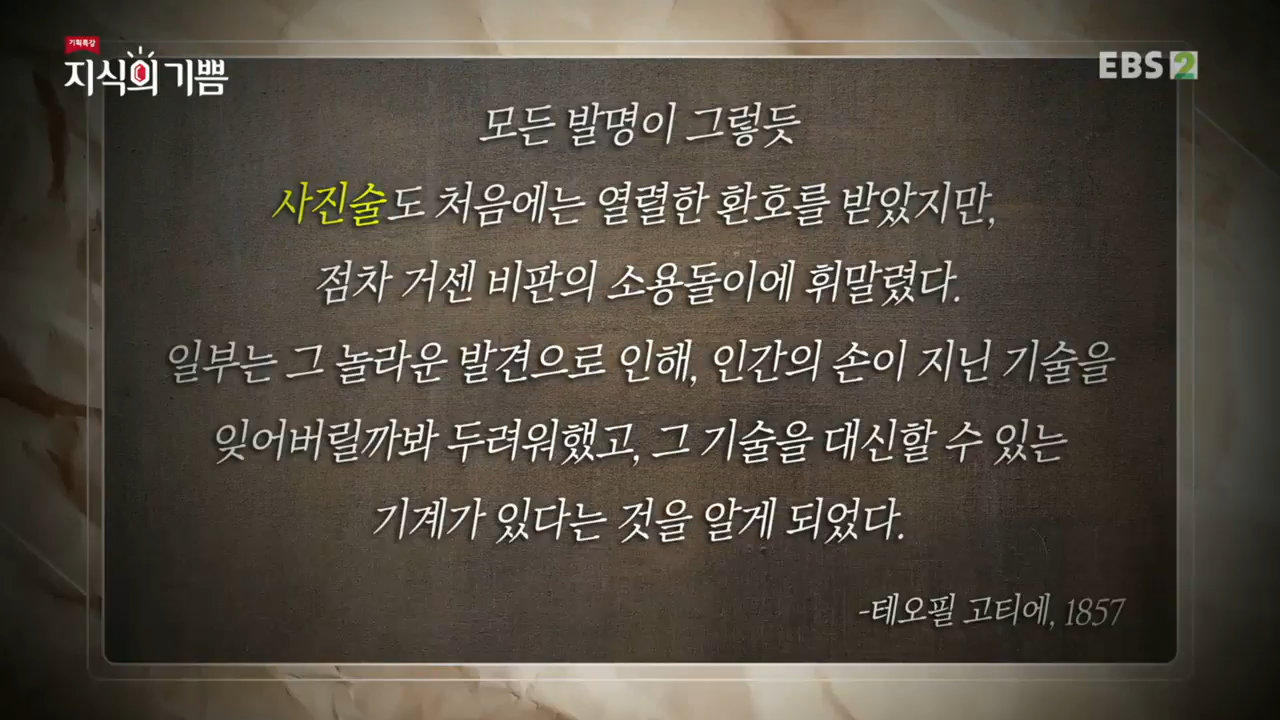 기획특강
지식의 기쁨
EBS2
모든 발명이 그렇듯
사진술도 처음에는 열렬한 환호를 받았지만,
점차 거센 비판의 소용돌이에 휘말렸다.
일부는 그 놀라운 발견으로 인해, 인간의 손이 지닌 기술을
잊어버릴까봐 두려워했고, 그 기술을 대신할 수 있는
기계가 있다는 것을 알게 되었다.
-테오필 고티에, 1857